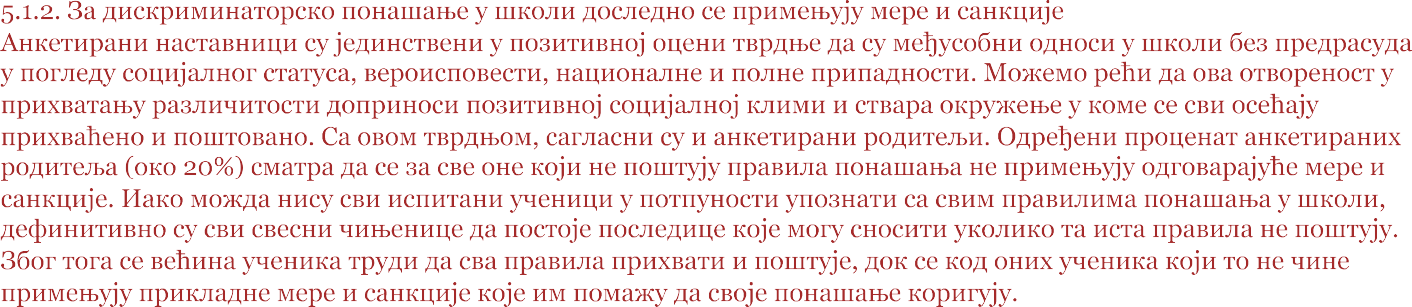 5.1.2. За дискриминаторско понашање у школи доследно се примењују мере и санкције
Анкетирани наставници су јединствени у позитивној оцени тврдње да су међусобни односи у школи без предрасуда
у погледу социјалног статуса, вероисповести, националне и полне припадности. Можемо рећи да ова отвореност у
прихватању различитости доприноси позитивној социјалној клими и ствара окружење у коме се сви осећају
прихваћено и поштовано. Са овом тврдњом, сагласни су и анкетирани родитељи. Одређени проценат анкетираних
родитеља (око 20%) сматра да се за све оне који не поштују правила понашања не примењују одговарајуће мере и
санкције. Иако можда нису сви испитани ученици у потпуности упознати са свим правилима понашања у школи,
дефинитивно су сви свесни чињенице да постоје последице које могу сносити уколико та иста правила не поштују.
Због тога се већина ученика труди да сва правила прихвати и поштује, док се код оних ученика који то не чине
примењују прикладне мере и санкције које им помажу да своје понашање коригују.